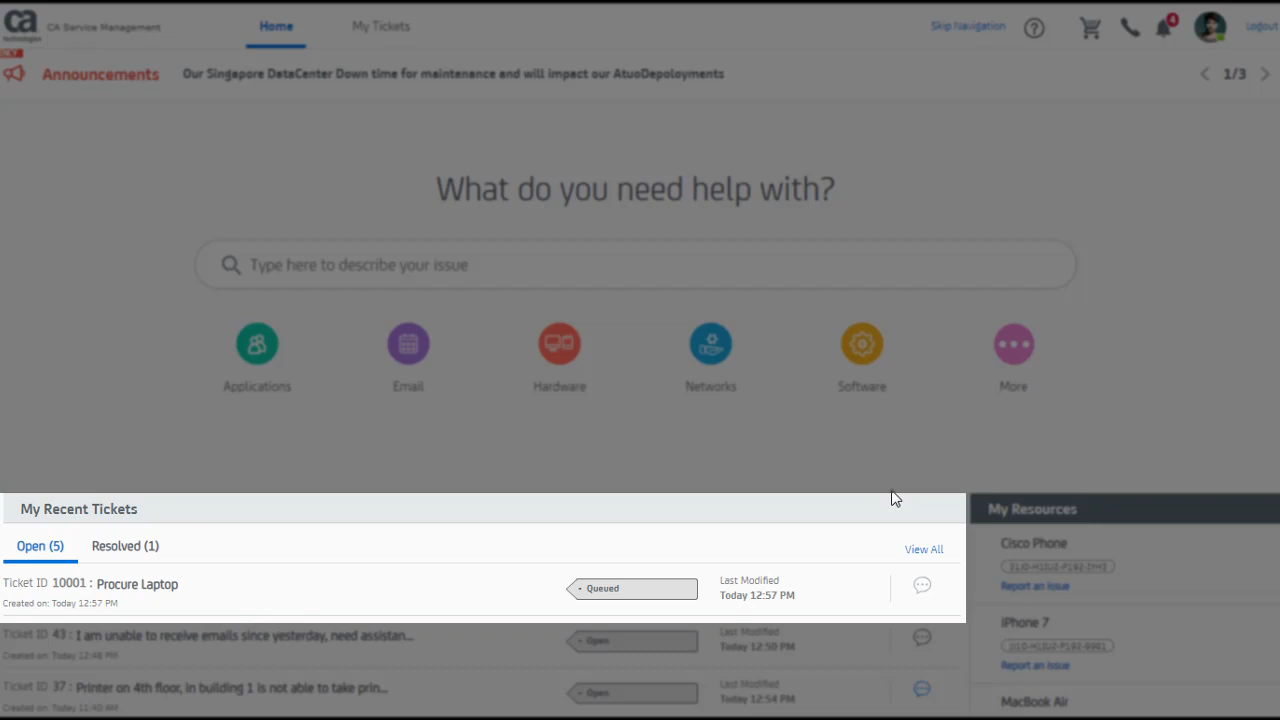 ca
technologies
CA Service Management
Home
My Tickets
Skip Navigation
?
4
Logout
Announcements
Our Singapore DataCenter Down time for maintenance and will impact our AtuoDepoloyments
1/3
What do you need help with?
Type here to describe your issue
Applications
Email
Hardware
Networks
Software
More
My Recent Tickets
Open (5)
Resolved (1)
View All
Ticket ID 10001 : Procure Laptop
Created on: Today 12:57 PM
- Queued
Last Modified
Today 12:57 PM
Ticket ID 43 : I am unable to receive emails since yesterday, need assistan...
Created on: Today 12:48 PM
- Open
Last Modified
Today 12:50 PM
Ticket ID 37 : Printer on 4th floor, in building 1 is not able to take prin...
Created on: Today 11:40 AM
- Open
Last Modified
Today 12:54 PM
My Resources
Cisco Phone
Report an Issue
iPhone 7
Report an Issue
MacBook Air